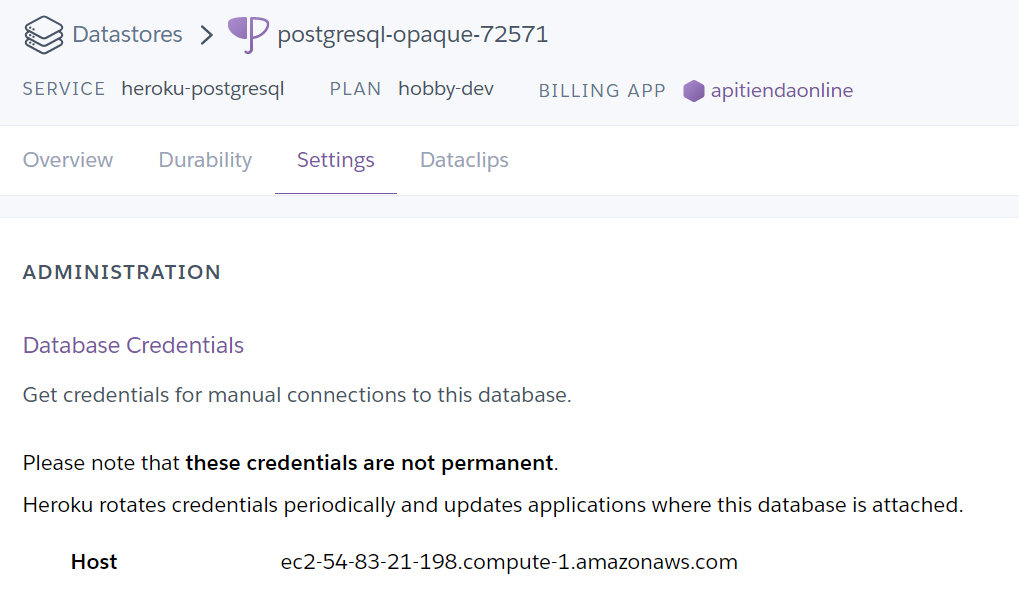 Datastores > postgresql-opaque-72571
SERVICE heroku-postgresql PLAN hobby-dev BILLING APP apitiendaonline
Overview Durability Settings Dataclips
ADMINISTRATION
Database Credentials
Get credentials for manual connections to this database.
Please note that these credentials are not permanent.
Heroku rotates credentials periodically and updates applications where this database is attached.
Host ec2-54-83-21-198.compute-1.amazonaws.com